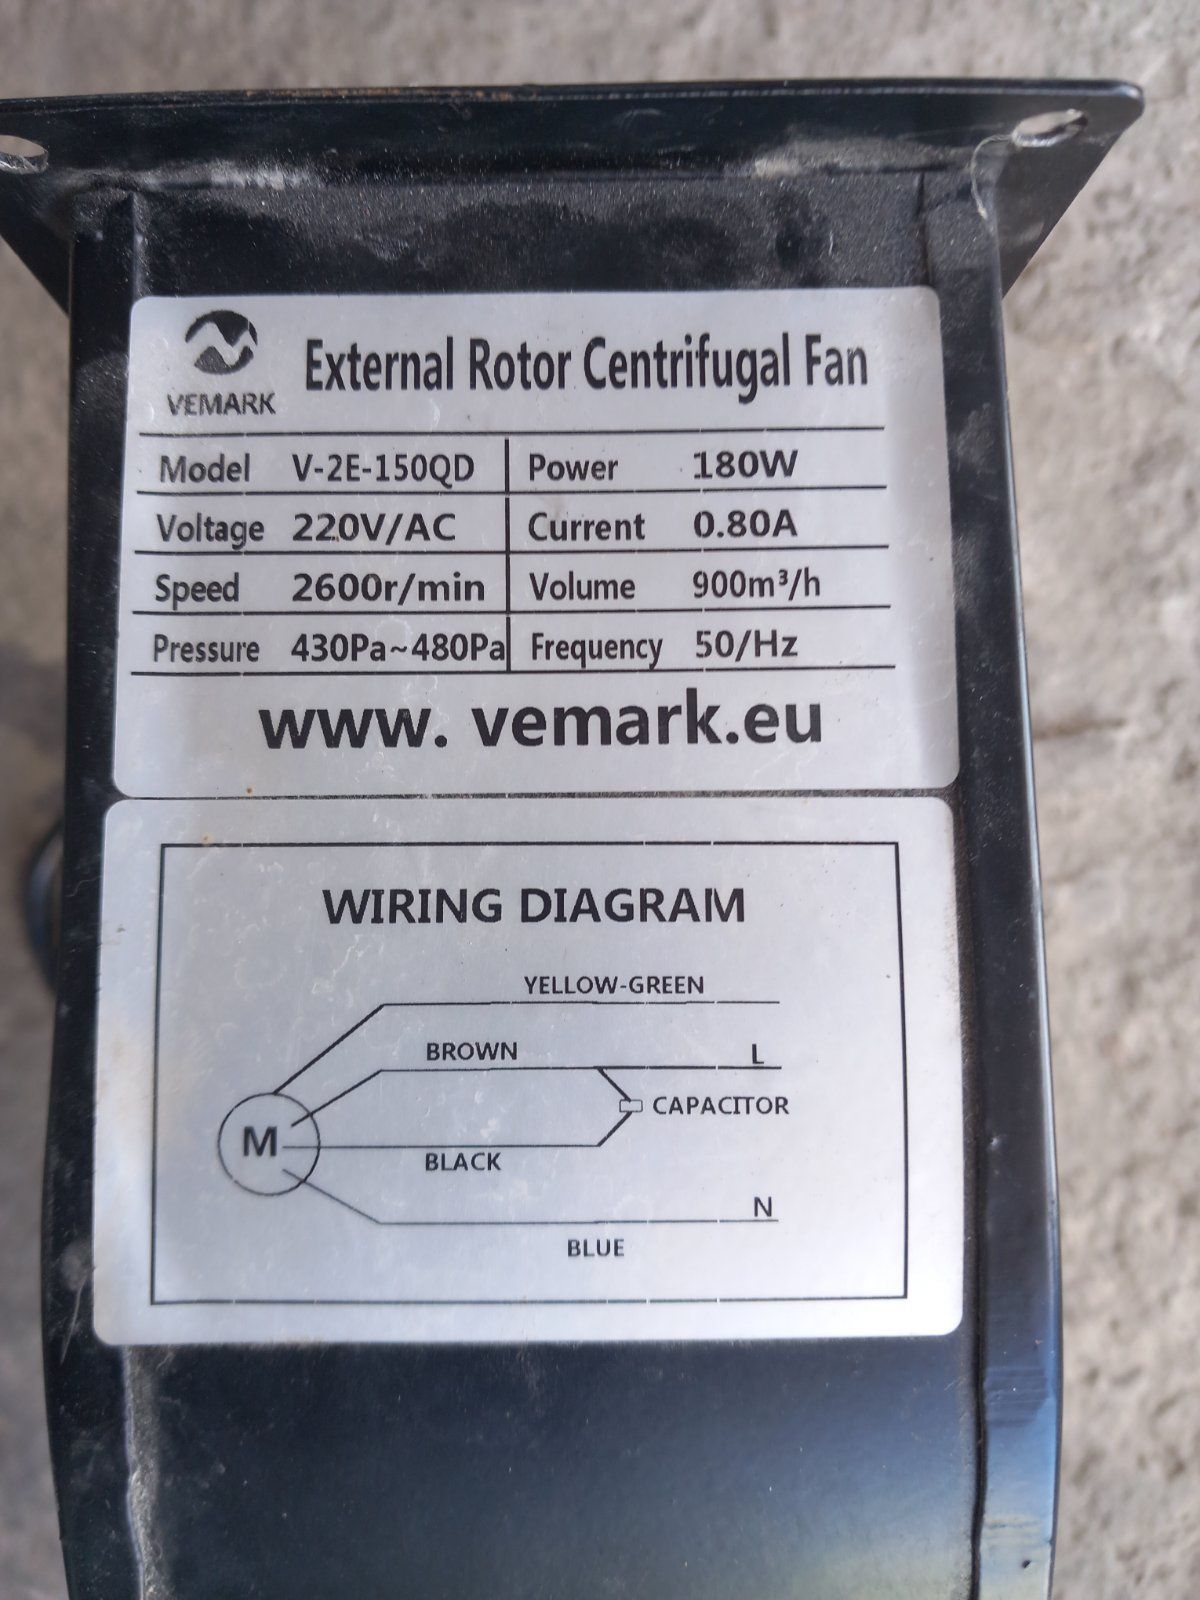 VEMARK
External Rotor Centrifugal Fan
Model V-2E-150QD Power 180W
Voltage 220V/AC Current 0.80A
Speed 2600r/min Volume 900m³/h
Pressure 430Pa~480Pa Frequency 50/Hz
www. vemark.eu
WIRING DIAGRAM
YELLOW-GREEN
BROWN L
CAPACITOR
M
BLACK
N
BLUE